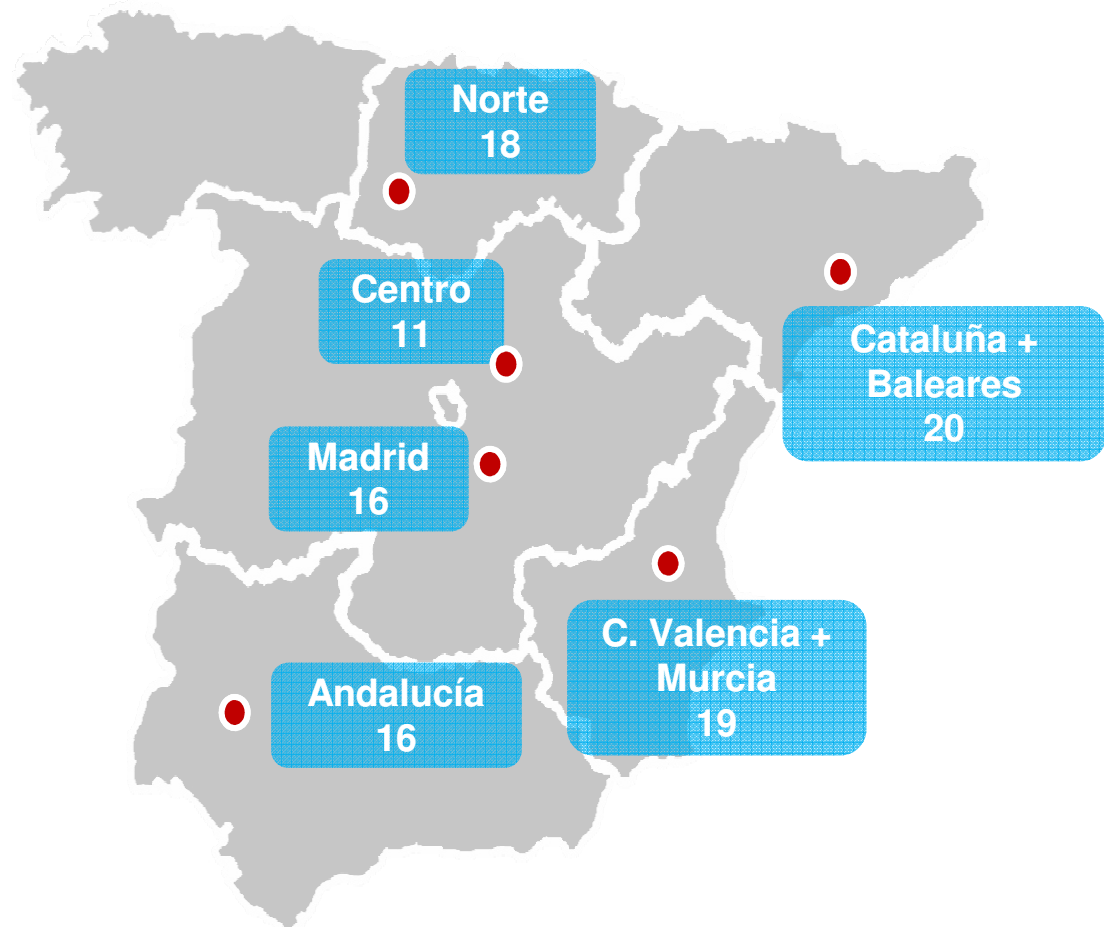 Norte
18
Centro
11
Cataluña +
Baleares
20
Madrid
16
C. Valencia +
Murcia
19
Andalucía
16